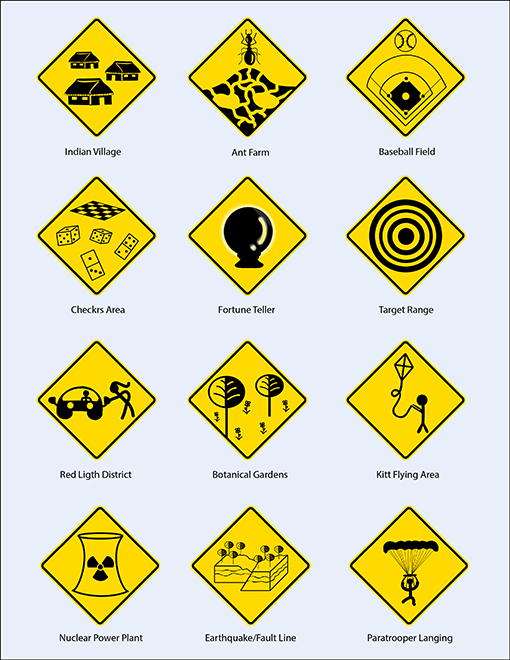 Indian Village
Ant Farm
Baseball Field
Checkrs Area
Fortune Teller
Target Range
Red Ligth District
Botanical Gardens
Kitt Flying Area
Nuclear Power Plant
Earthquake/Fault Line
Paratrooper Langing